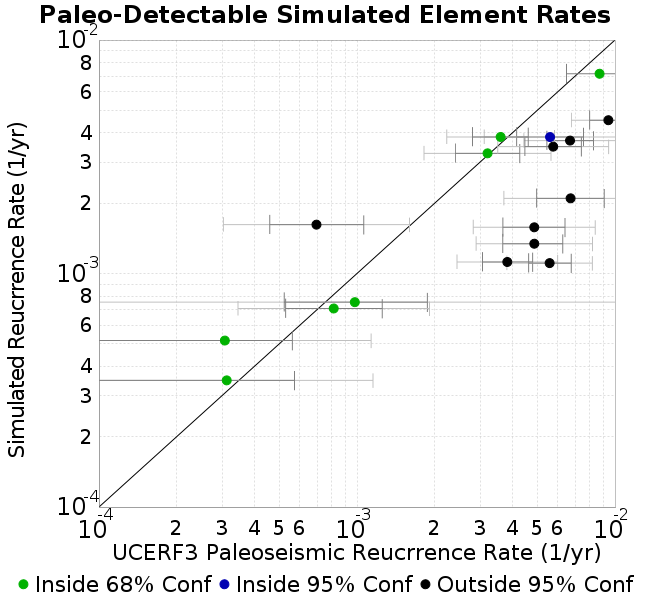 Paleo-Detectable Simulated Element Rates
10-2
8
6
4
3
2
10-3
8
6
4
3
2
10-4
Simulated Reucrrence Rate (1/yr)
10-4 2 3 4 5 6 10-3 2 3 4 5 6 10-2
UCERF3 Paleoseismic Reucrrence Rate (1/yr)
Inside 68% Conf Inside 95% Conf Outside 95% Conf